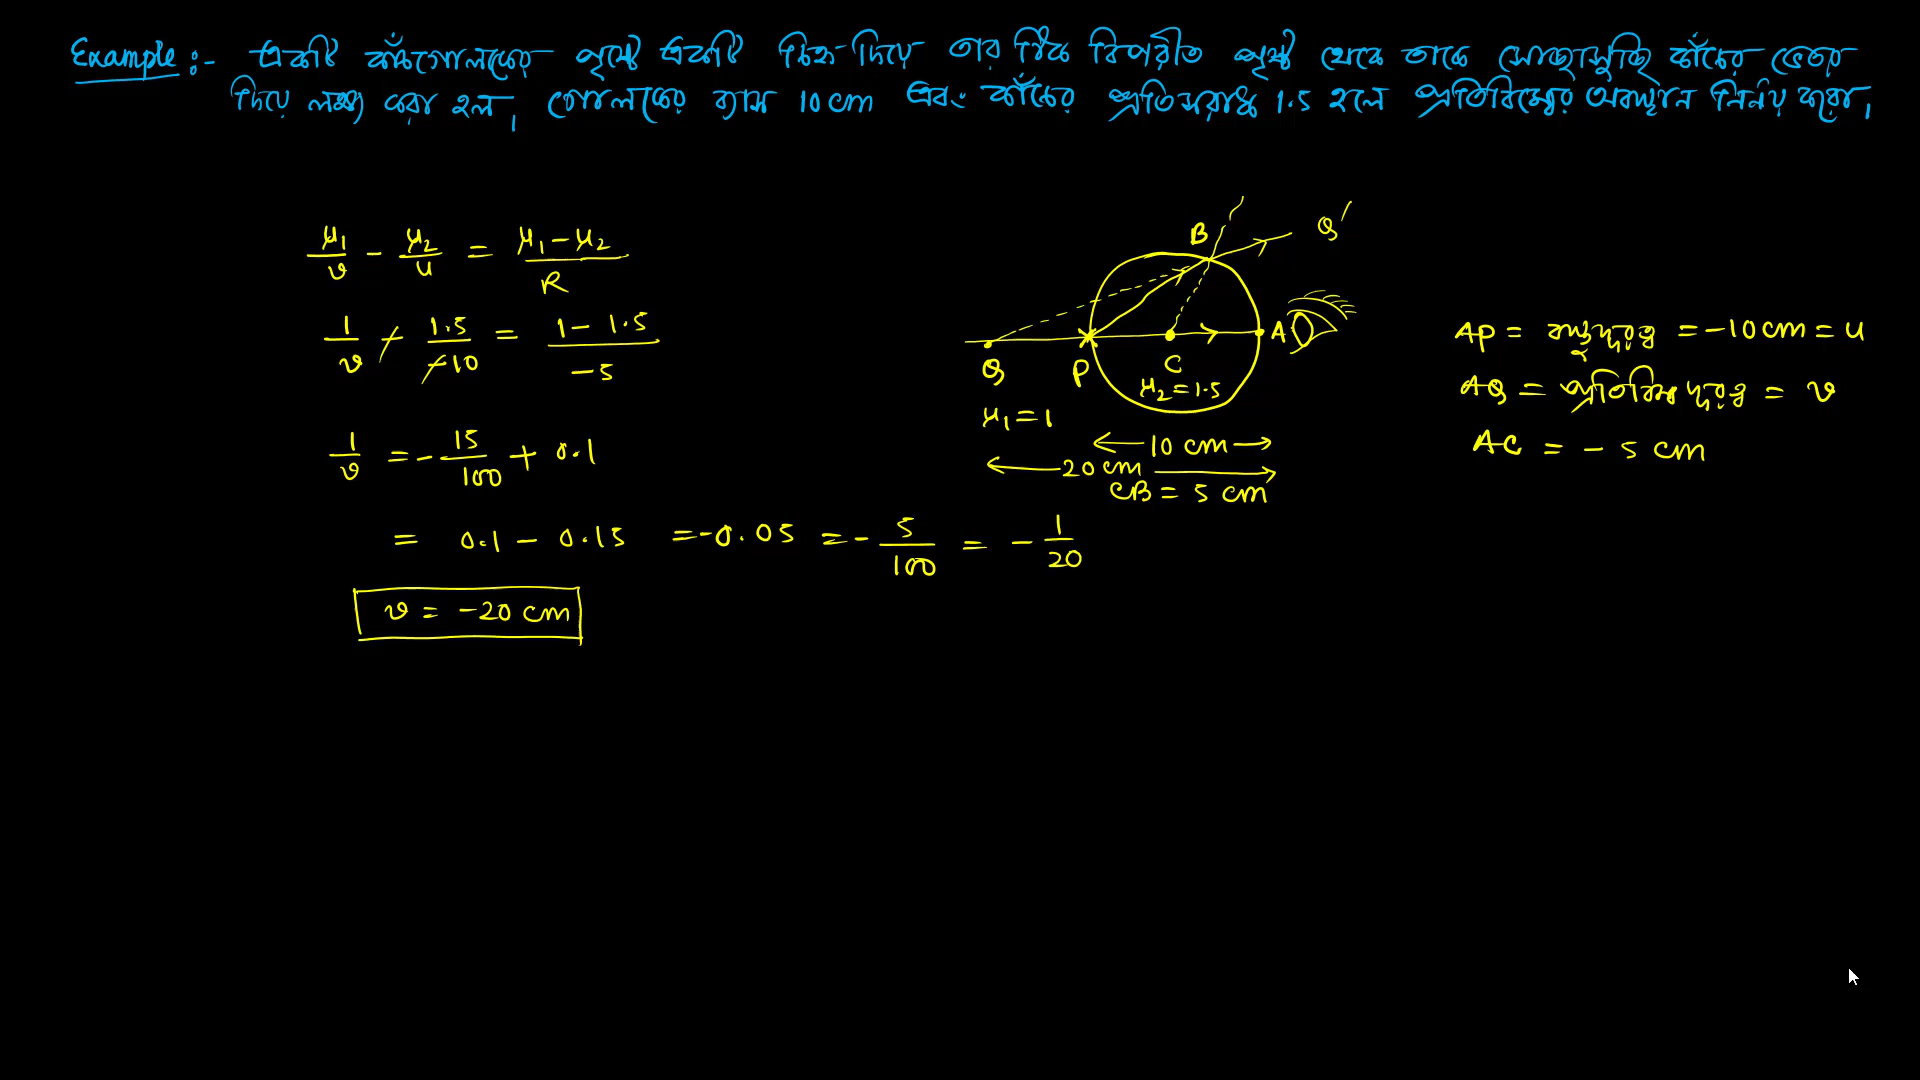 Example :- একটি কাঁচগোলকের পৃষ্ঠে একটি চিহ্ন দিয়ে তার ঠিক বিপরীত পৃষ্ঠ থেকে তাকে সোজাসুজি কাঁচের ভেতর
দিয়ে লক্ষ্য করা হল। গোলকের ব্যাস 10 cm এবং কাঁচের প্রতিসরাঙ্ক 1.5 হলে প্রতিবিম্বের অবস্থান নির্ণয় করো।
μ₁/v - μ₂/u = (μ₁ - μ₂)/R
1/v - 1.5/-10 = (1 - 1.5)/-5
1/v = - 15/100 + 0.1
= 0.1 - 0.15 = -0.05 = - 5/100 = - 1/20
v = -20 cm
B
Q'
A
Q
P
C
μ₂ = 1.5
μ₁ = 1
10 cm
20 cm
CB = 5 cm
AP = বস্তুদূরত্ব = -10 cm = u
AQ = প্রতিবিম্ব দূরত্ব = v
AC = - 5 cm